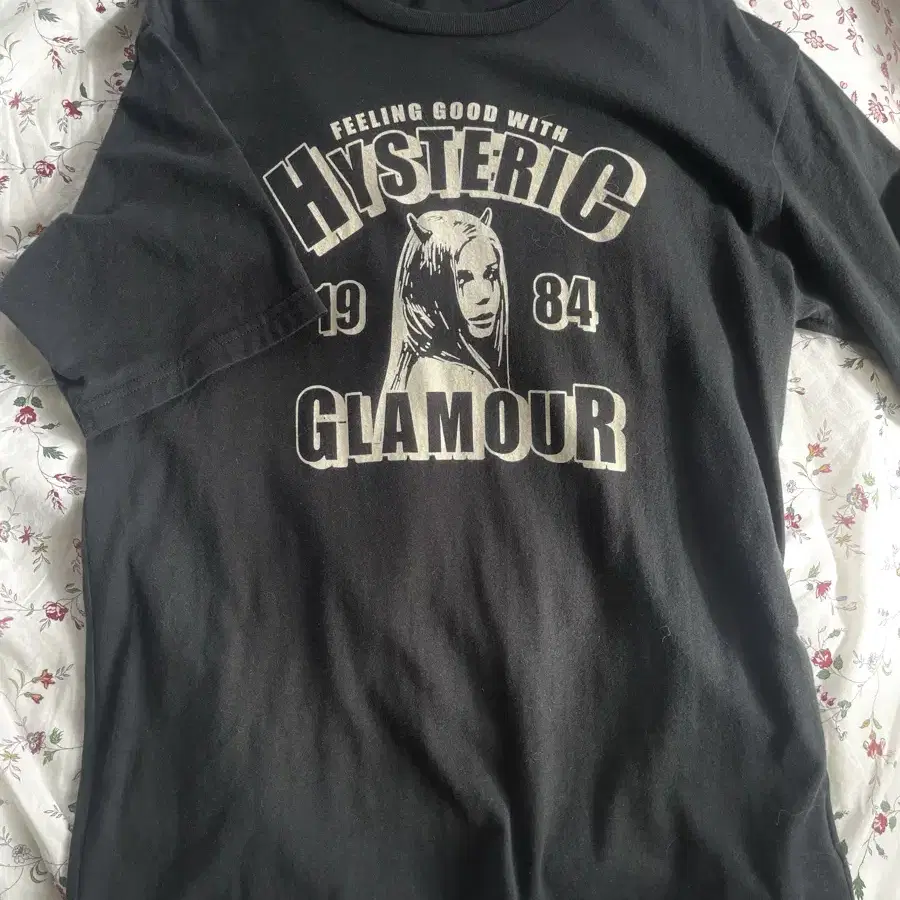 FEELING GOOD WITH
HYSTERIC
19 84
GLAMOUR